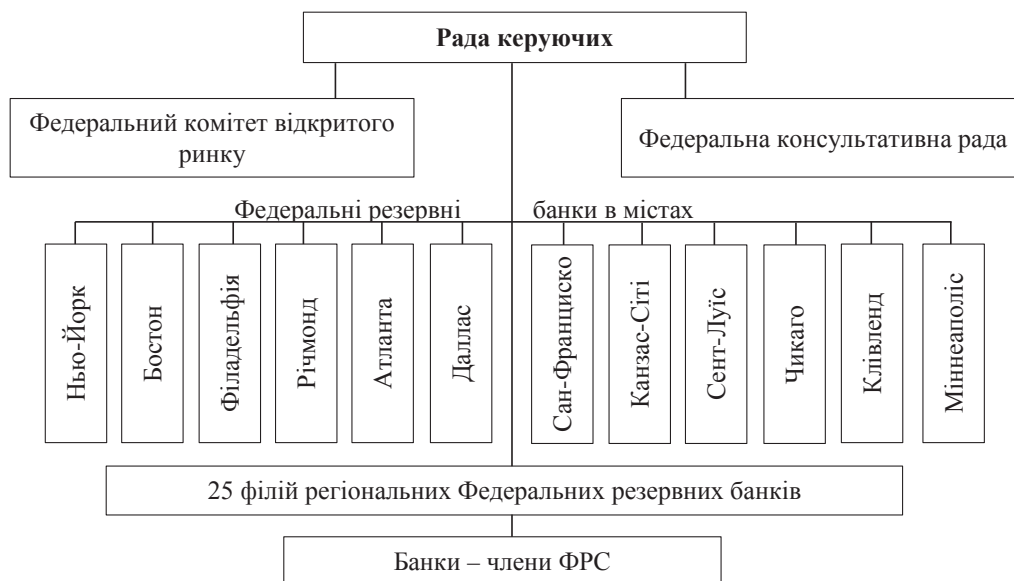 Рада керуючих
Федеральний комітет відкритого
ринку
Федеральна консультативна рада
Федеральні резервні банки в містах
Нью-Йорк
Бостон
Філадельфія
Річмонд
Атланта
Даллас
Сан-Франциско
Канзас-Сіті
Сент-Луїс
Чикаго
Клівленд
Міннеаполіс
25 філій регіональних Федеральних резервних банків
Банки – члени ФРС